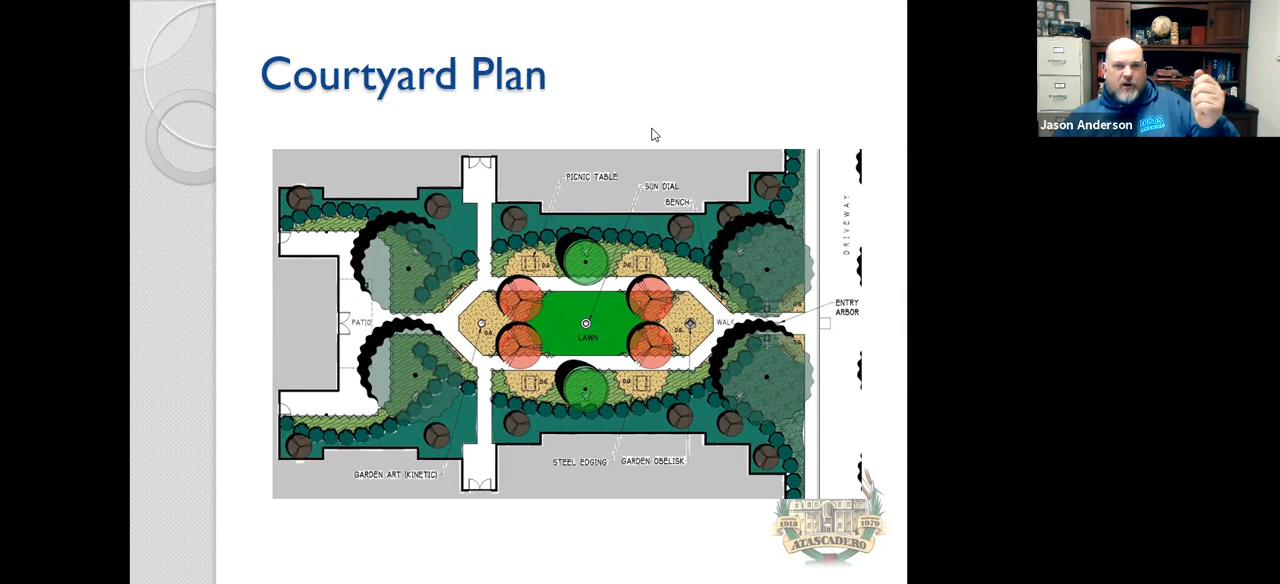 Courtyard Plan
Jason Anderson
PICNIC TABLE
SUN DIAL
BENCH
DRIVEWAY
D.G.
D.G.
ENTRY
ARBOR
PATIO
WALK
D.G.
D.G.
LAWN
D.G.
D.G.
GARDEN ART (KINETIC)
STEEL EDGING
GARDEN OBELISK
1913
1979
ATASCADERO